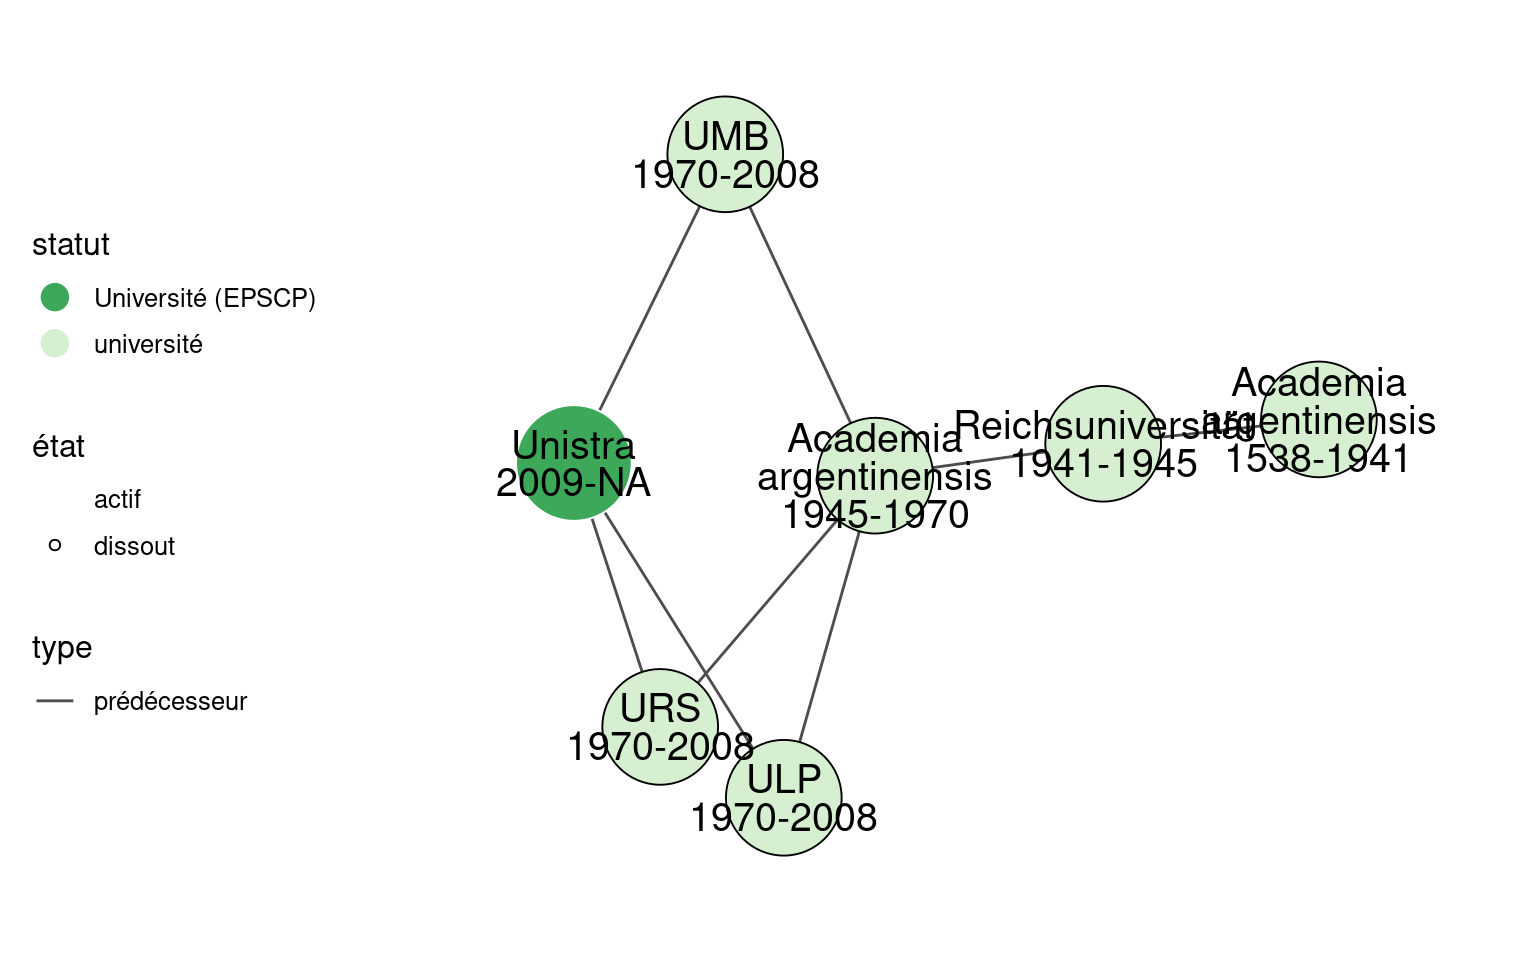 statut
Université (EPSCP)
université
état
actif
dissout
type
prédécesseur
UMB
1970-2008
Unistra
2009-NA
Academia
argentinensis
1945-1970
Reichsuniversität
1941-1945
Academia
argentinensis
1538-1941
URS
1970-2008
ULP
1970-2008